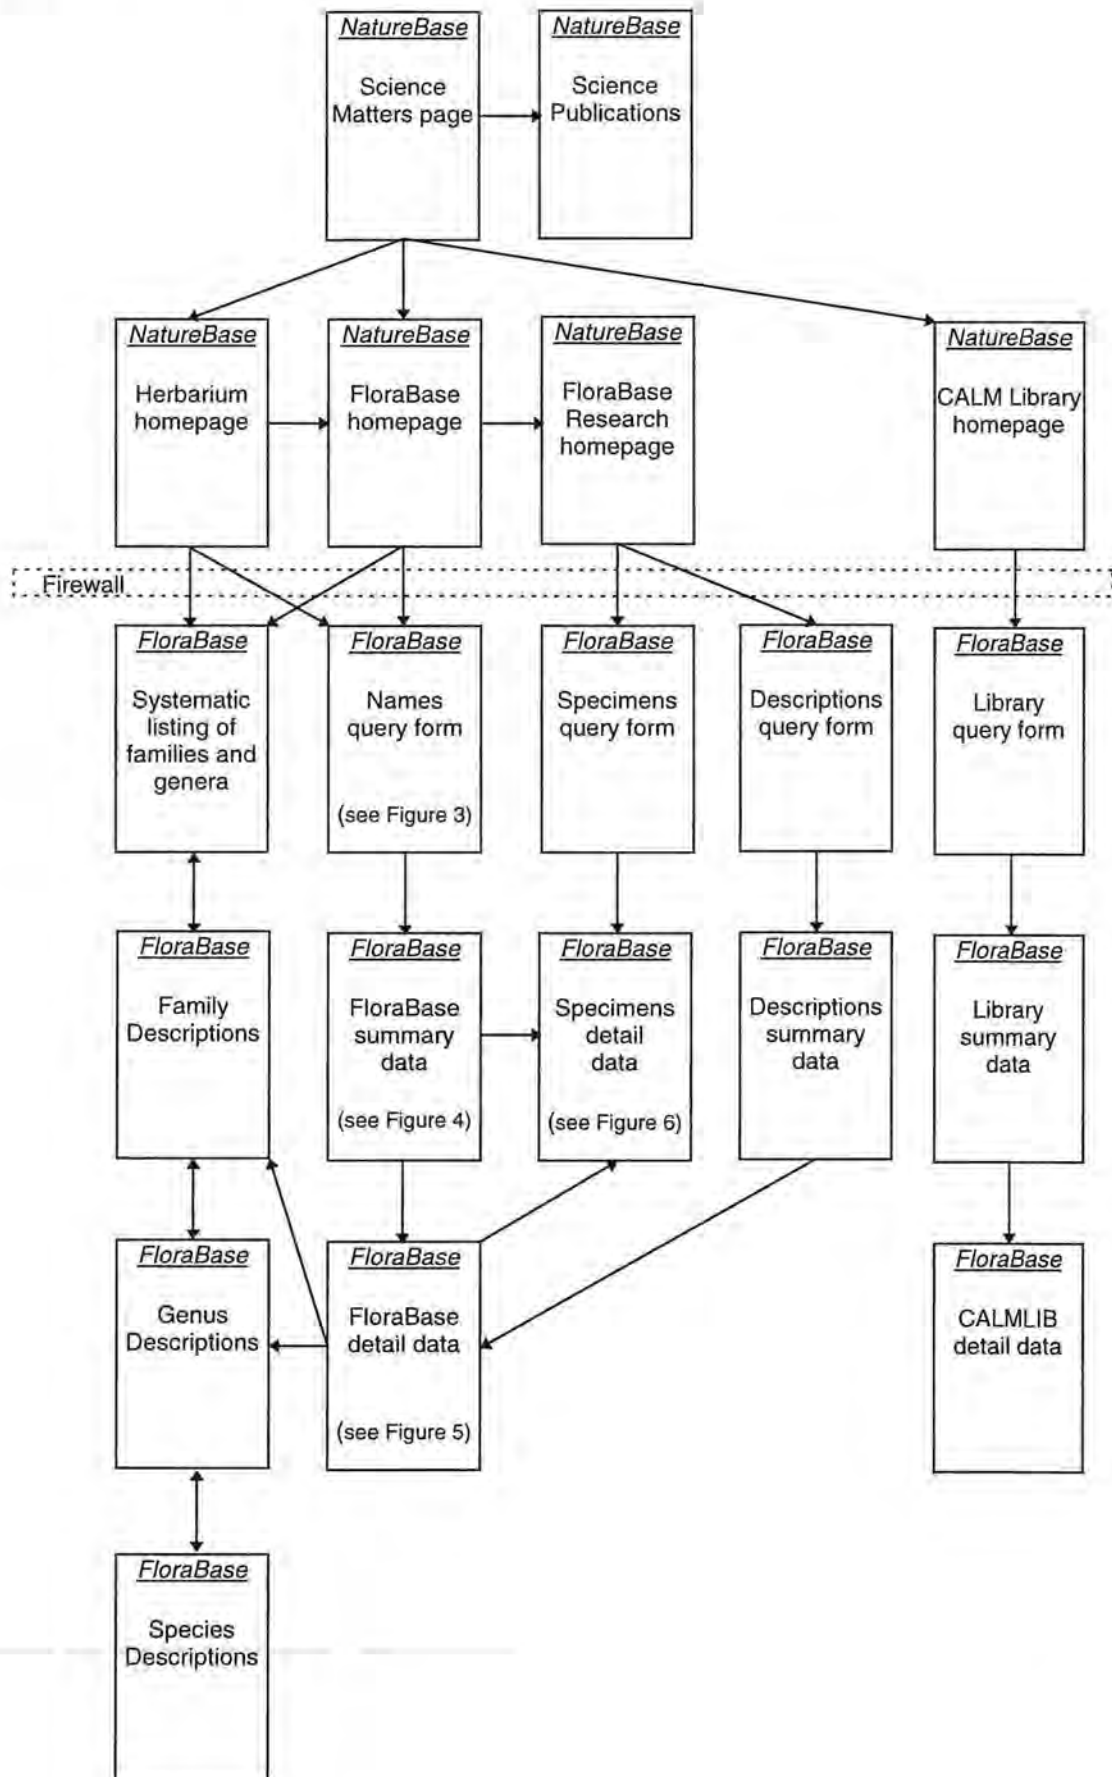 NatureBase
Science
Matters page
NatureBase
Science
Publications
NatureBase
Herbarium
homepage
NatureBase
FloraBase
homepage
NatureBase
FloraBase
Research
homepage
NatureBase
CALM Library
homepage
Firewall
FloraBase
Systematic
listing of
families and
genera
FloraBase
Names
query form
(see Figure 3)
FloraBase
Specimens
query form
FloraBase
Descriptions
query form
FloraBase
Library
query form
FloraBase
Family
Descriptions
FloraBase
FloraBase
summary
data
(see Figure 4)
FloraBase
Specimens
detail
data
(see Figure 6)
FloraBase
Descriptions
summary
data
FloraBase
Library
summary
data
FloraBase
Genus
Descriptions
FloraBase
FloraBase
detail data
(see Figure 5)
FloraBase
CALMLIB
detail data
FloraBase
Species
Descriptions